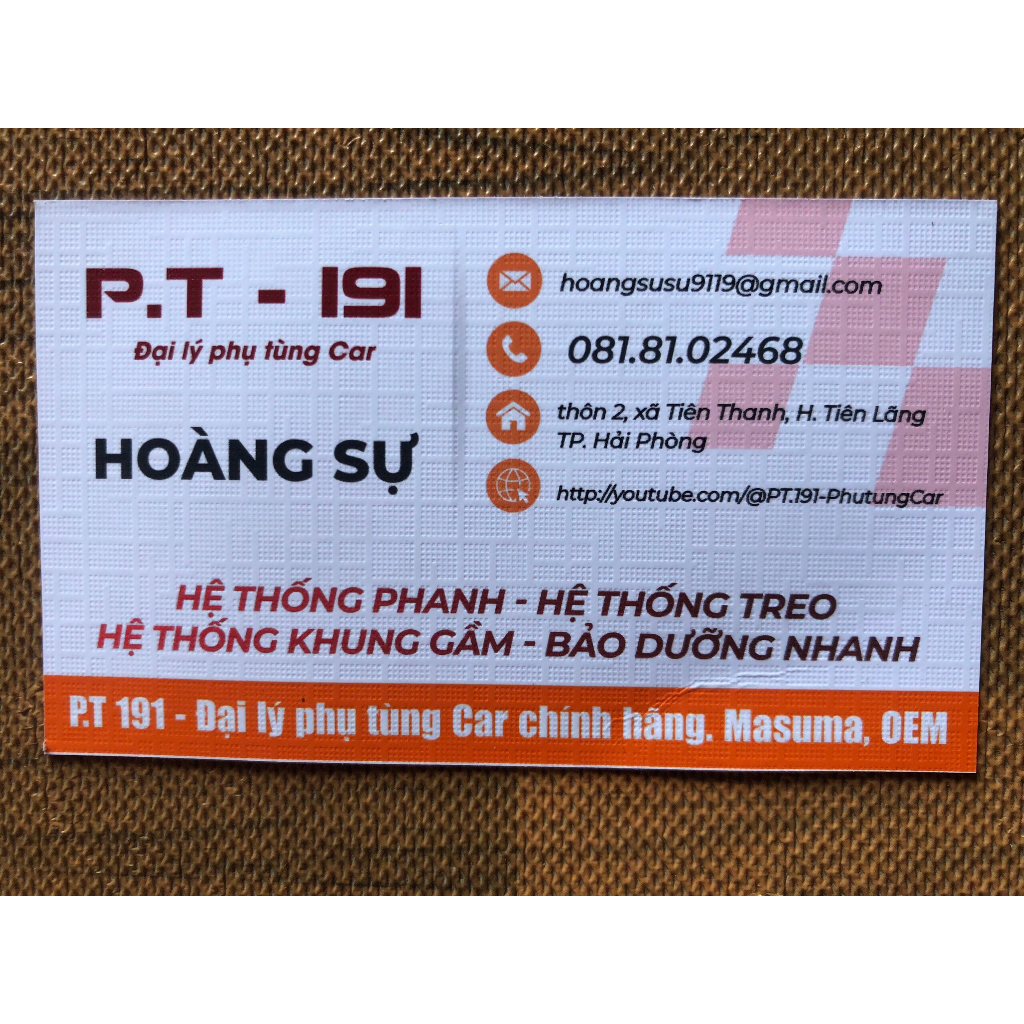 P.T - 191
Đại lý phụ tùng Car
HOÀNG SỰ
hoangsusu9119@gmail.com
081.81.02468
thôn 2, xã Tiên Thanh, H. Tiên Lãng
TP. Hải Phòng
http://youtube.com/@PT.191-PhutungCar
HỆ THỐNG PHANH - HỆ THỐNG TREO
HỆ THỐNG KHUNG GẦM - BẢO DƯỠNG NHANH
P.T 191 - Đại lý phụ tùng Car chính hãng. Masuma, OEM